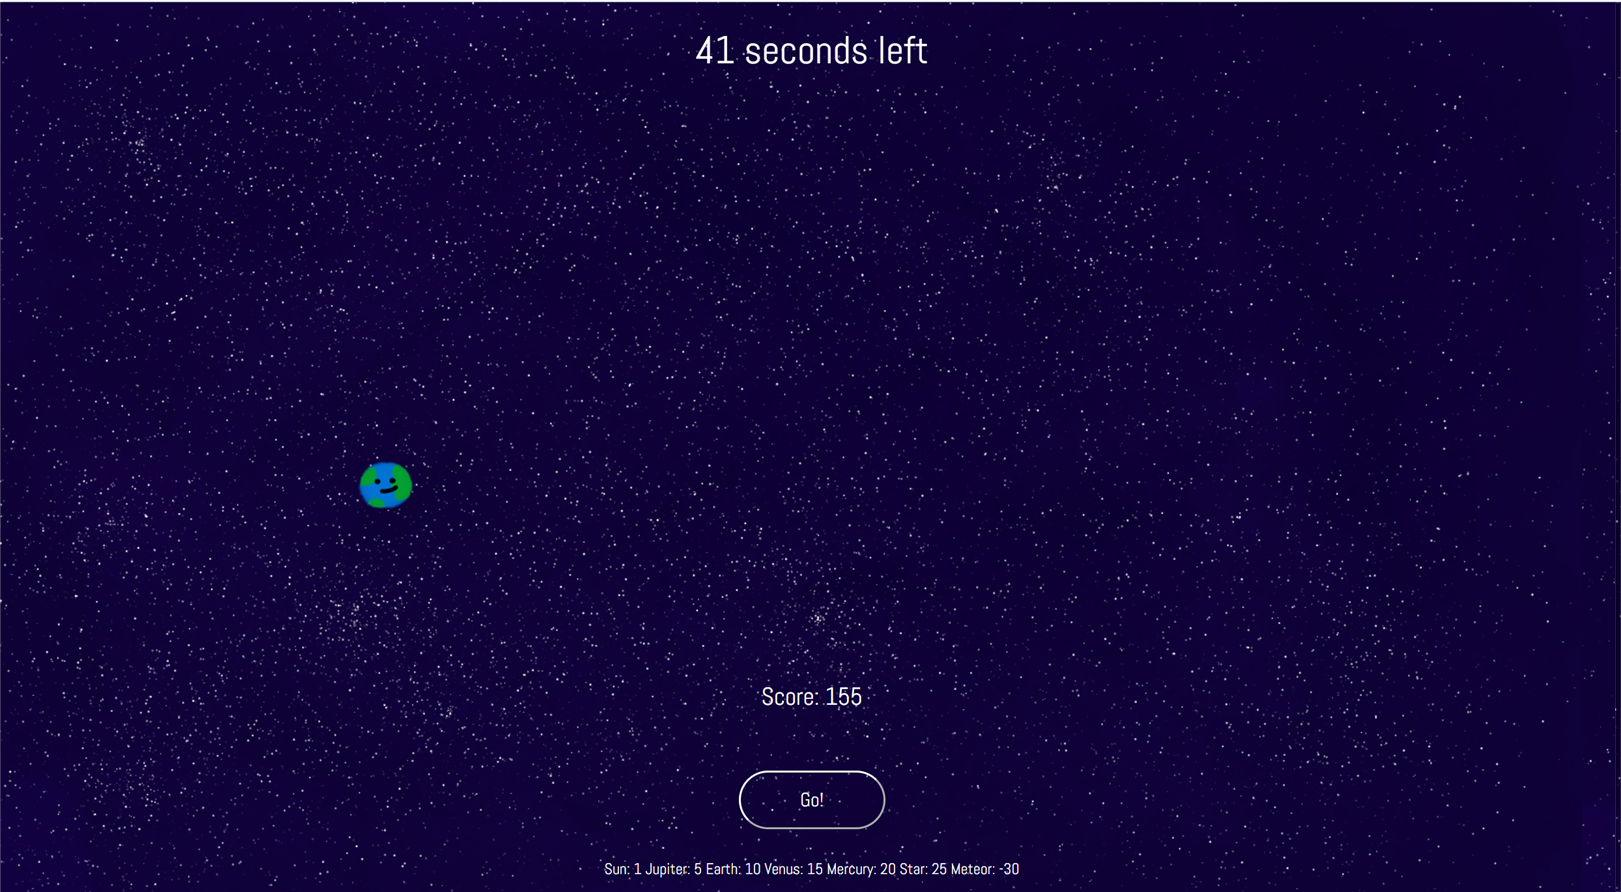 41 seconds left
Score: 155
Go!
Sun: 1 Jupiter: 5 Earth: 10 Venus: 15 Mercury: 20 Star: 25 Meteor: -30